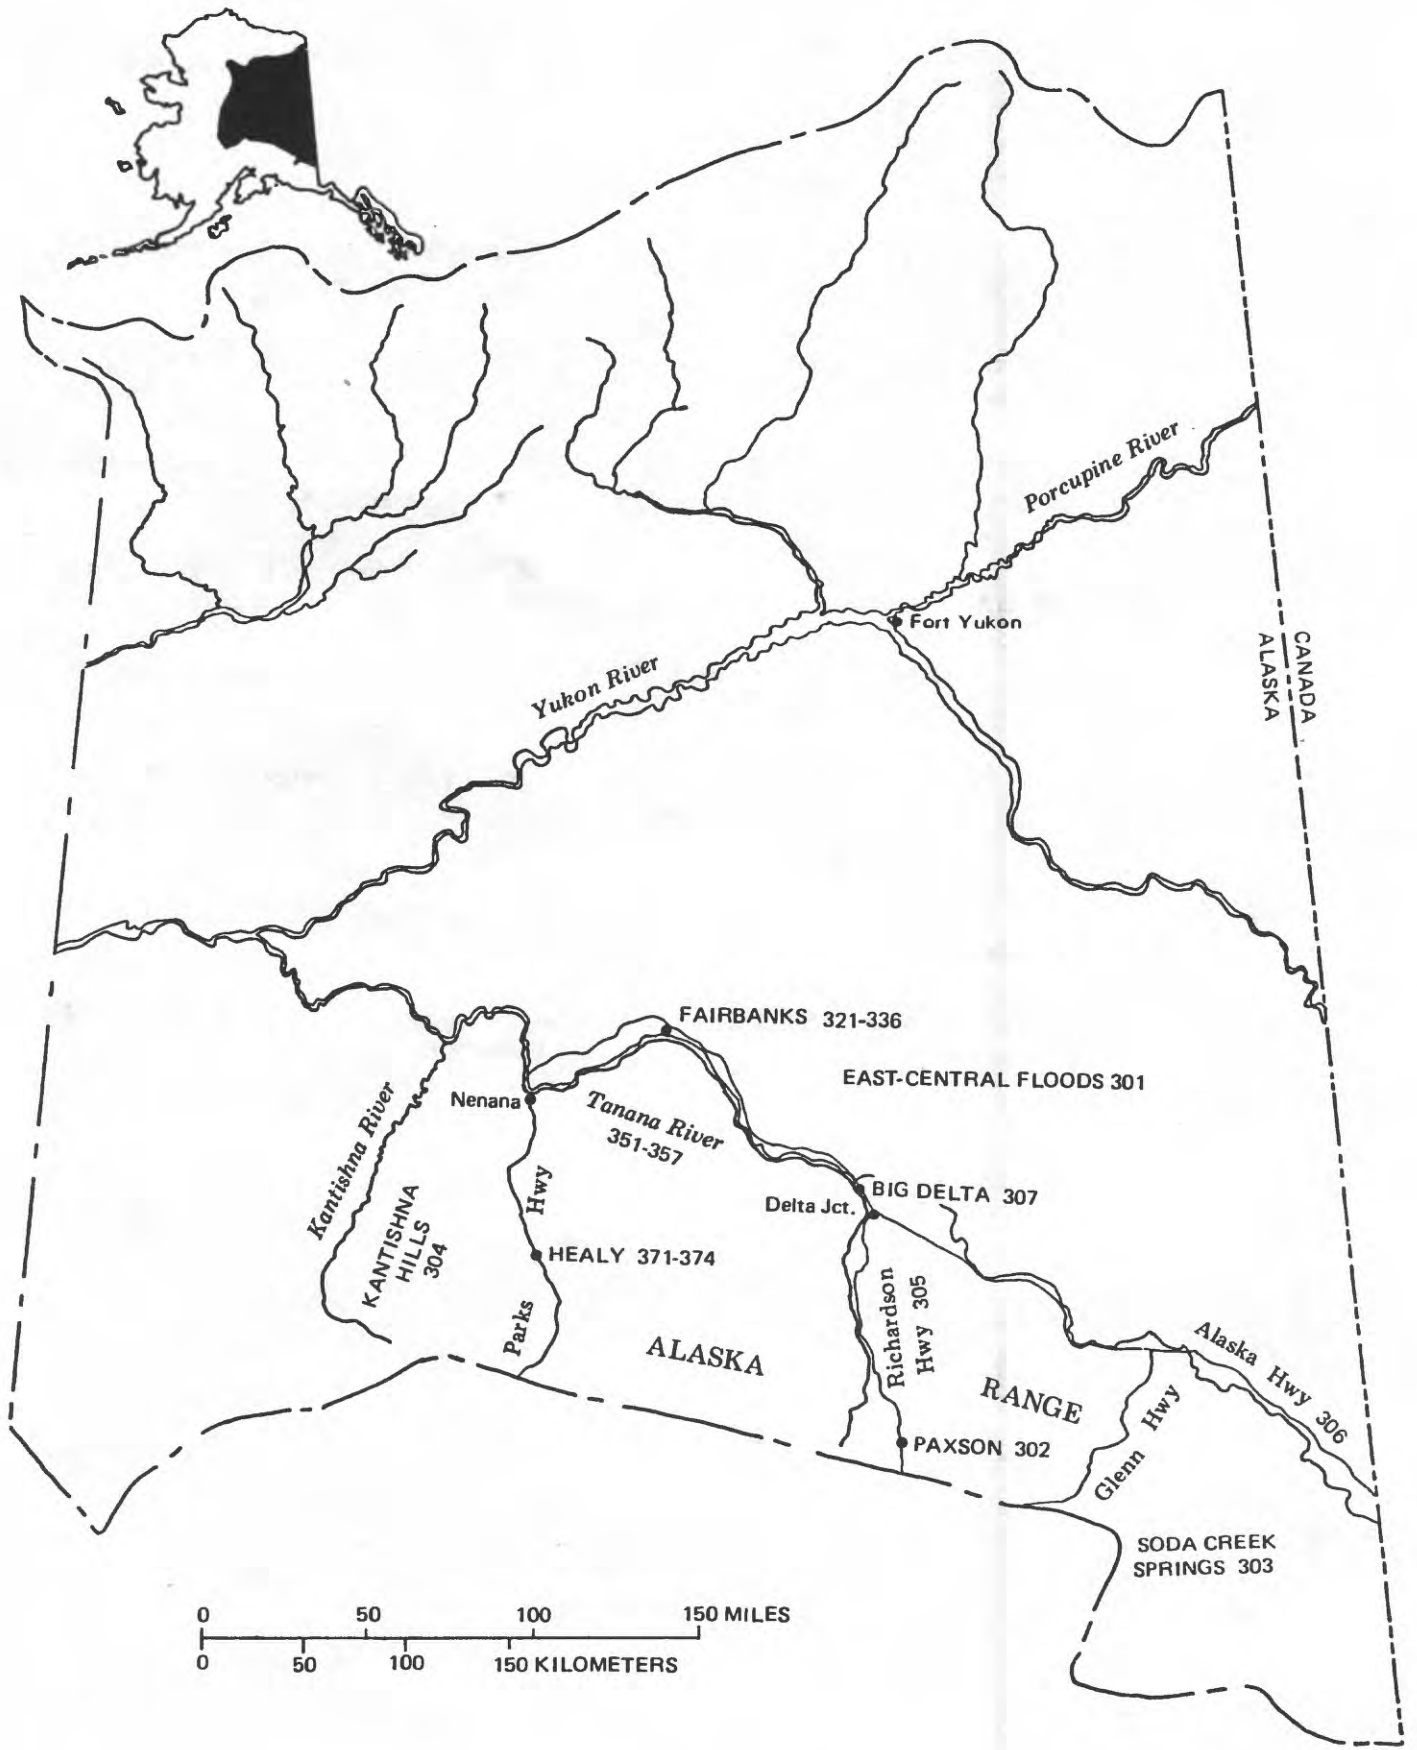 Porcupine River
Fort Yukon
CANADA
ALASKA
Yukon River
FAIRBANKS 321-336
EAST-CENTRAL FLOODS 301
Nenana
Tanana River
351-357
Kantishna River
KANTISHNA
HILLS
304
Hwy
BIG DELTA 307
Delta Jct.
HEALY 371-374
Parks
ALASKA
Richardson
Hwy 305
RANGE
Alaska Hwy 306
Glenn Hwy
PAXSON 302
SODA CREEK
SPRINGS 303
0 50 100 150 MILES
0 50 100 150 KILOMETERS